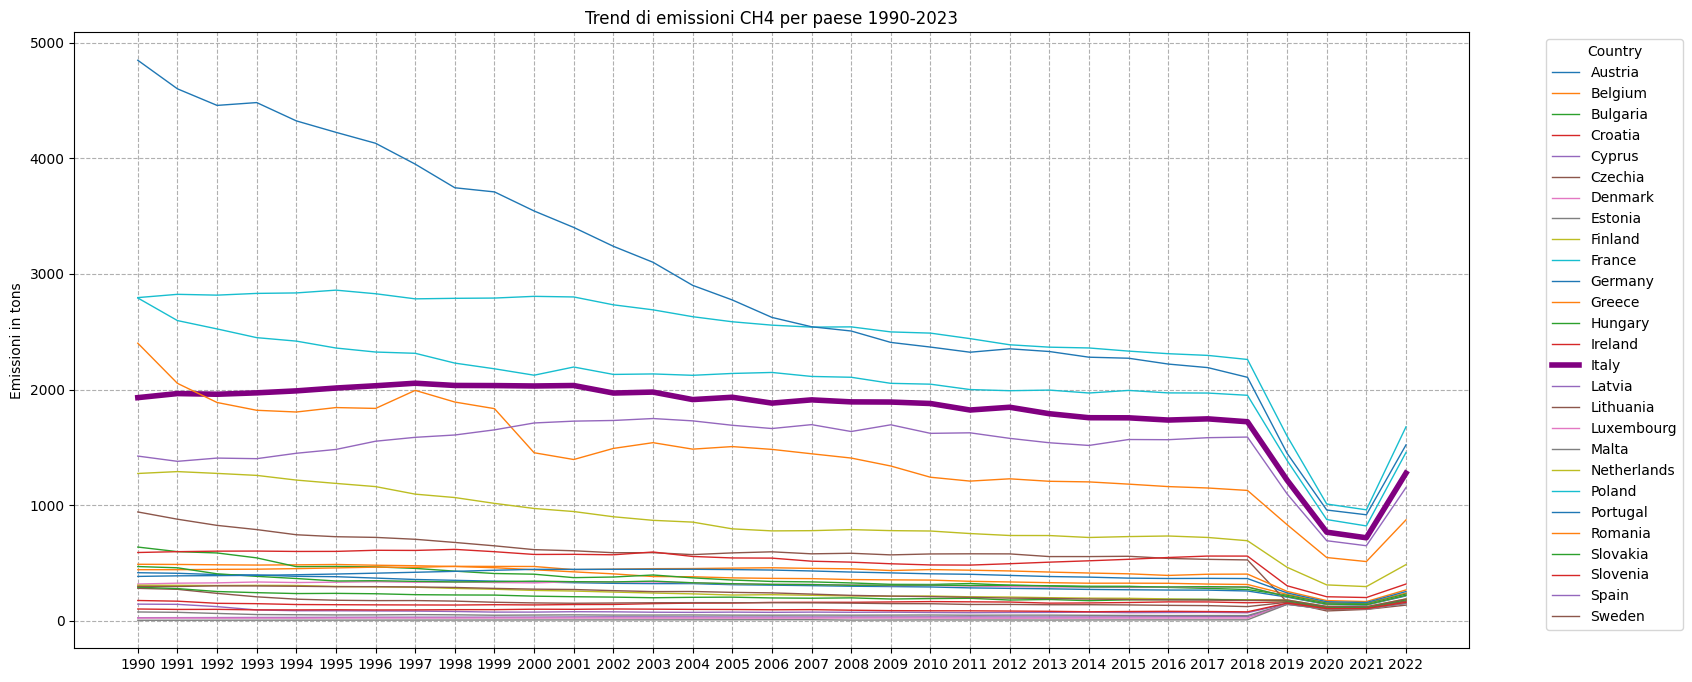 Trend di emissioni CH4 per paese 1990-2023
Emissioni in tons
5000
4000
3000
2000
1000
0
1990 1991 1992 1993 1994 1995 1996 1997 1998 1999 2000 2001 2002 2003 2004 2005 2006 2007 2008 2009 2010 2011 2012 2013 2014 2015 2016 2017 2018 2019 2020 2021 2022
Country
Austria
Belgium
Bulgaria
Croatia
Cyprus
Czechia
Denmark
Estonia
Finland
France
Germany
Greece
Hungary
Ireland
Italy
Latvia
Lithuania
Luxembourg
Malta
Netherlands
Poland
Portugal
Romania
Slovakia
Slovenia
Spain
Sweden